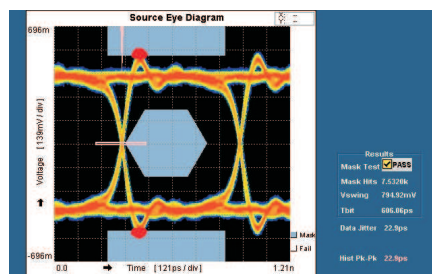 Source Eye Diagram
X: --
Y: --
696m
Voltage [139mV / div]
-696m
0.0
Time [121ps / div]
1.21n
Mask
Fail
Results
Mask Test PASS
Mask Hits 7.5320k
Vswing 794.92mV
Tbit 606.06ps
Data Jitter 22.9ps
Hist Pk-Pk 22.9ps